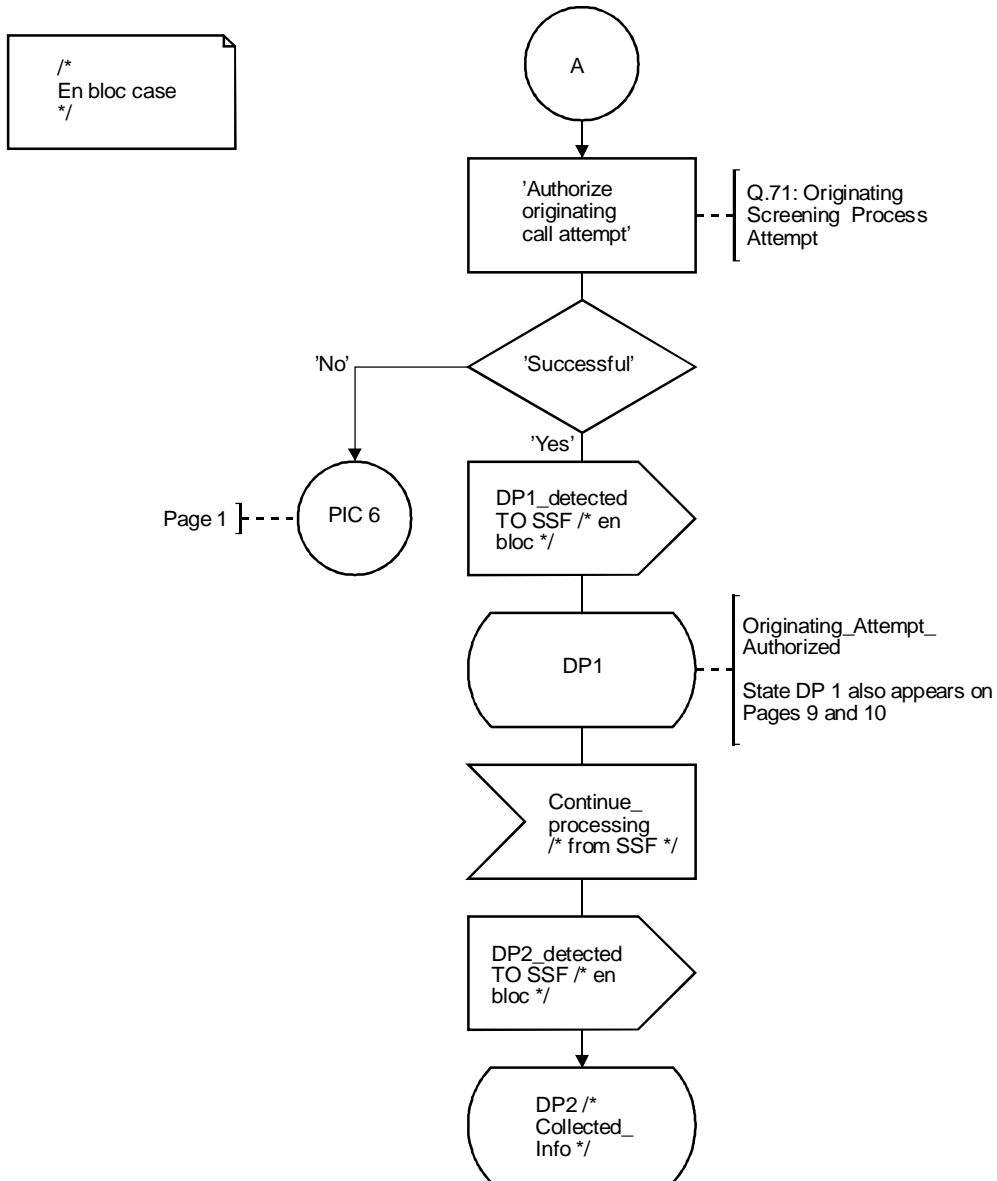 /*
En bloc case
*/
A
’Authorize
originating
call attempt’
Q.71: Originating
Screening Process
Attempt
’No’
’Successful’
’Yes’
Page 1
PIC 6
DP1_detected
TO SSF /* en
bloc */
DP1
Originating_Attempt_
Authorized
State DP 1 also appears on
Pages 9 and 10
Continue_
processing
/* from SSF */
DP2_detected
TO SSF /* en
bloc */
DP2 /*
Collected_
Info */